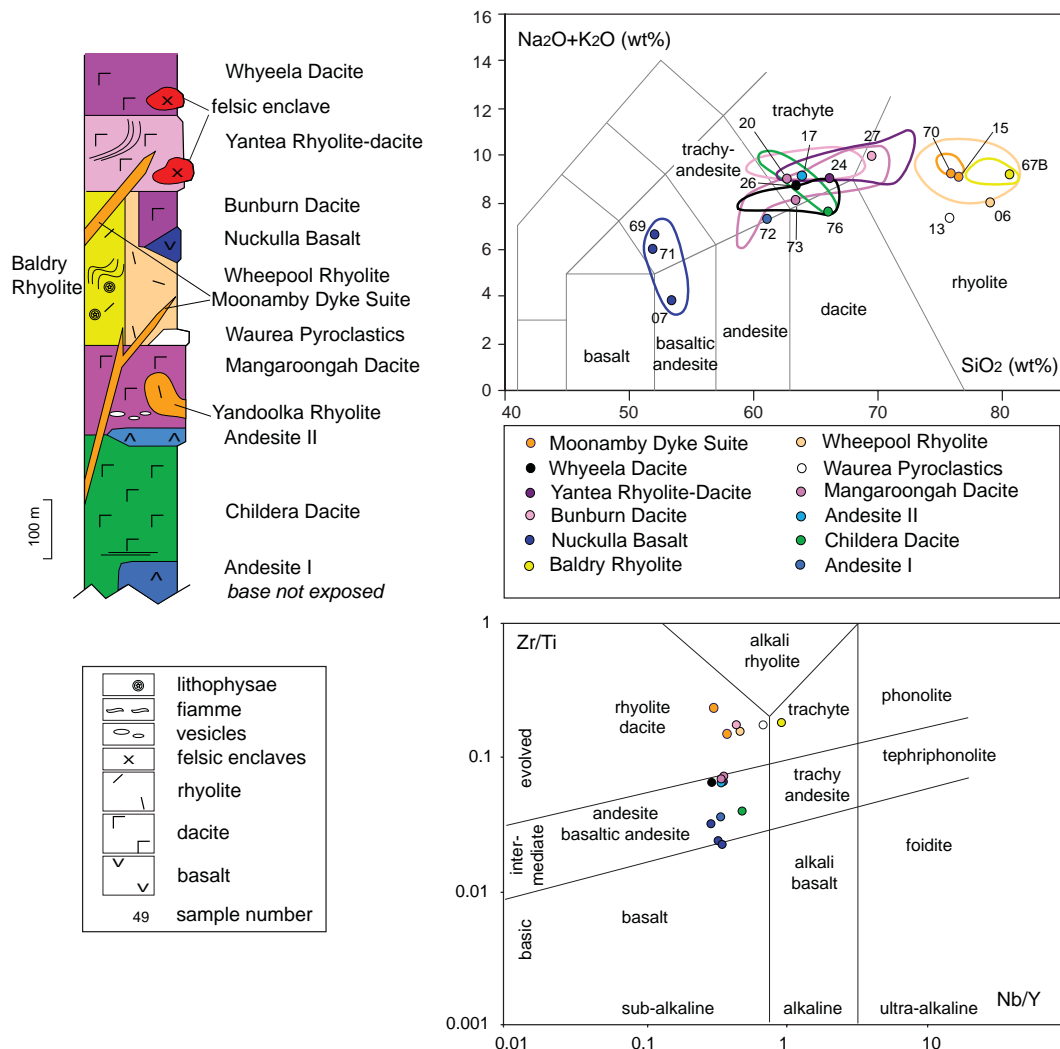 Whyeela Dacite
felsic enclave
Yantea Rhyolite-dacite
Bunburn Dacite
Nuckulla Basalt
Baldry
Rhyolite
Wheepool Rhyolite
Moonamby Dyke Suite
Waurea Pyroclastics
Mangaroongah Dacite
Yandoolka Rhyolite
Andesite II
Childera Dacite
Andesite I
base not exposed
100 m
lithophysae
fiamme
vesicles
felsic enclaves
rhyolite
dacite
basalt
49 sample number
Na2O+K2O (wt%)
16
14
12
10
8
6
4
2
0
40
50
60
70
80
SiO2 (wt%)
trachyte
trachy-
andesite
rhyolite
dacite
andesite
basaltic
andesite
basalt
20
17
27
70
15
26
24
67B
69
71
72
73
76
13
06
07
Moonamby Dyke Suite
Whyeela Dacite
Yantea Rhyolite-Dacite
Bunburn Dacite
Nuckulla Basalt
Baldry Rhyolite
Wheepool Rhyolite
Waurea Pyroclastics
Mangaroongah Dacite
Andesite II
Childera Dacite
Andesite I
Zr/Ti
1
0.1
0.01
0.001
evolved
inter-
mediate
basic
alkali
rhyolite
rhyolite
dacite
trachyte
phonolite
tephriphonolite
trachy
andesite
andesite
basaltic andesite
foidite
alkali
basalt
basalt
Nb/Y
sub-alkaline
alkaline
ultra-alkaline
0.01
0.1
1
10